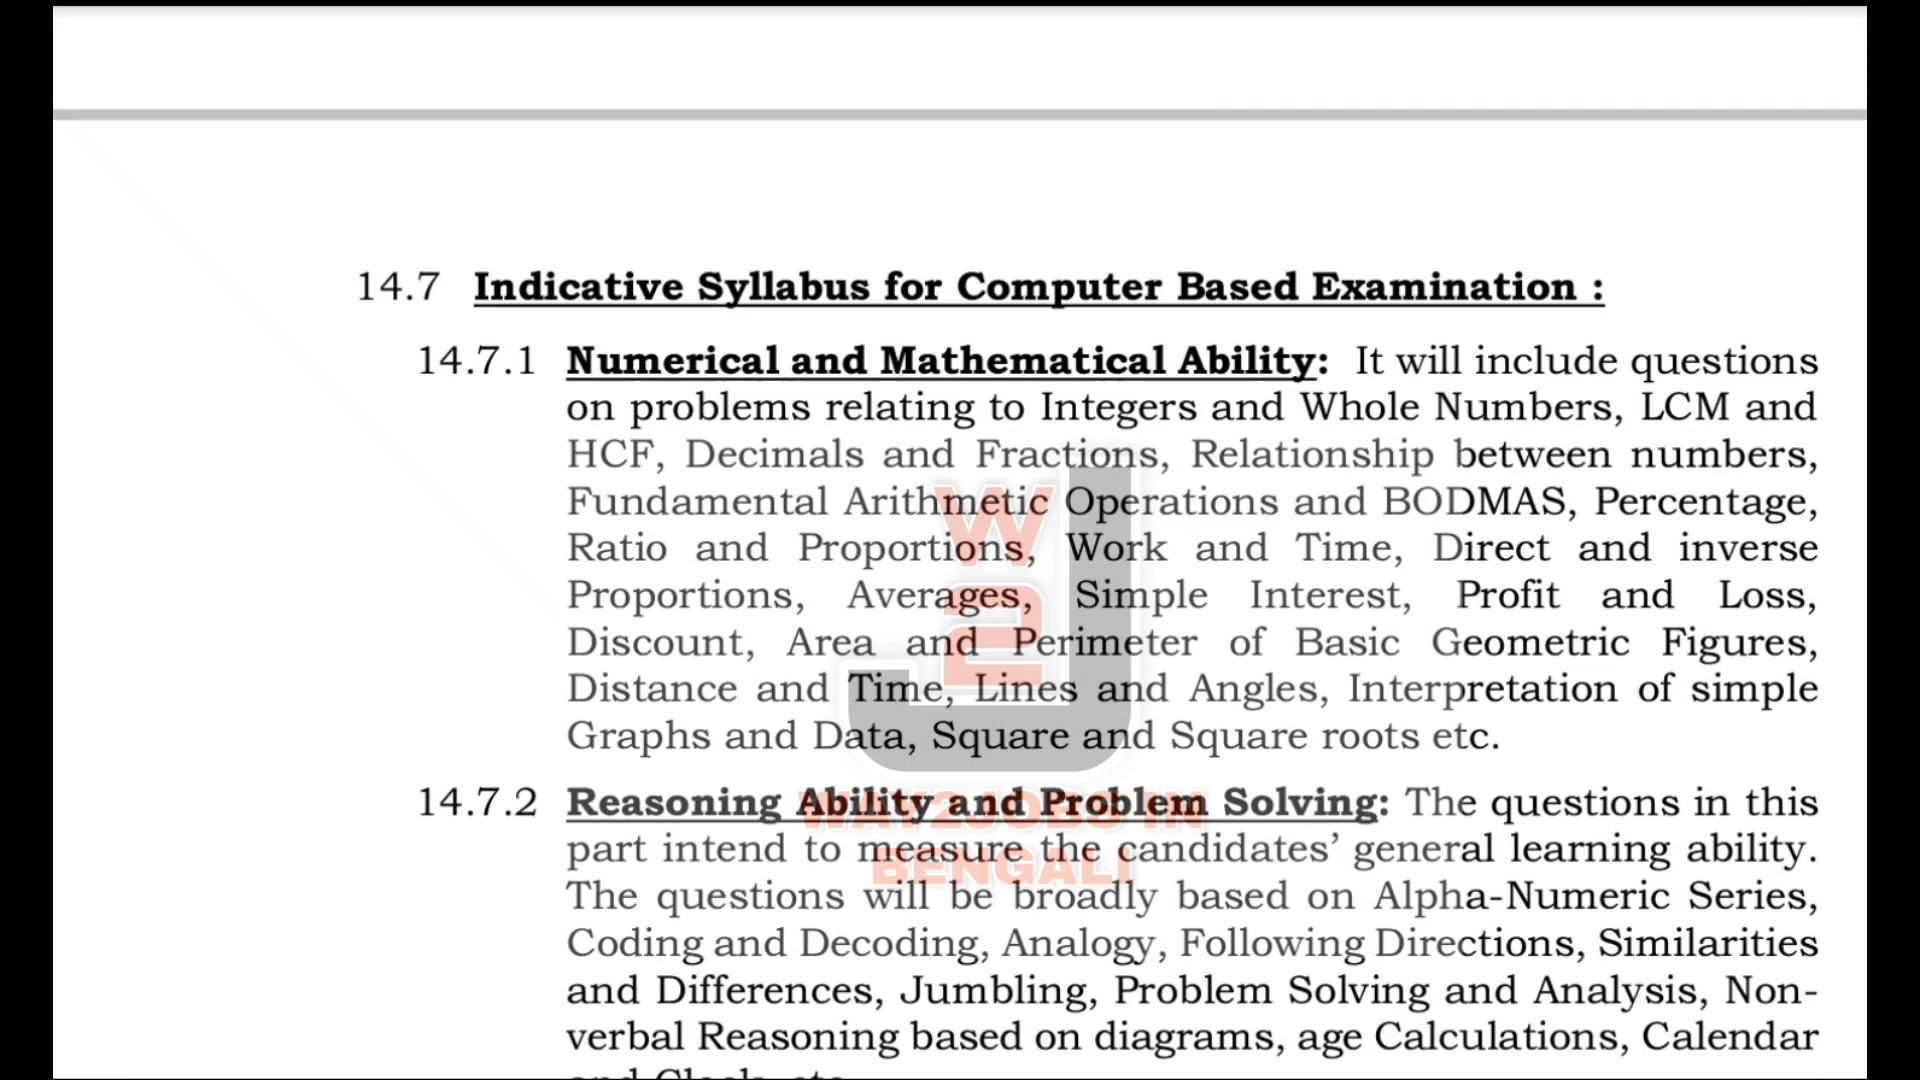 14.7 Indicative Syllabus for Computer Based Examination :
14.7.1 Numerical and Mathematical Ability: It will include questions
on problems relating to Integers and Whole Numbers, LCM and
HCF, Decimals and Fractions, Relationship between numbers,
Fundamental Arithmetic Operations and BODMAS, Percentage,
Ratio and Proportions, Work and Time, Direct and inverse
Proportions, Averages, Simple Interest, Profit and Loss,
Discount, Area and Perimeter of Basic Geometric Figures,
Distance and Time, Lines and Angles, Interpretation of simple
Graphs and Data, Square and Square roots etc.
14.7.2 Reasoning Ability and Problem Solving: The questions in this
part intend to measure the candidates’ general learning ability.
The questions will be broadly based on Alpha-Numeric Series,
Coding and Decoding, Analogy, Following Directions, Similarities
and Differences, Jumbling, Problem Solving and Analysis, Non-
verbal Reasoning based on diagrams, age Calculations, Calendar
and Clock, etc
W2J
WAY2JOBS IN
BENGALI